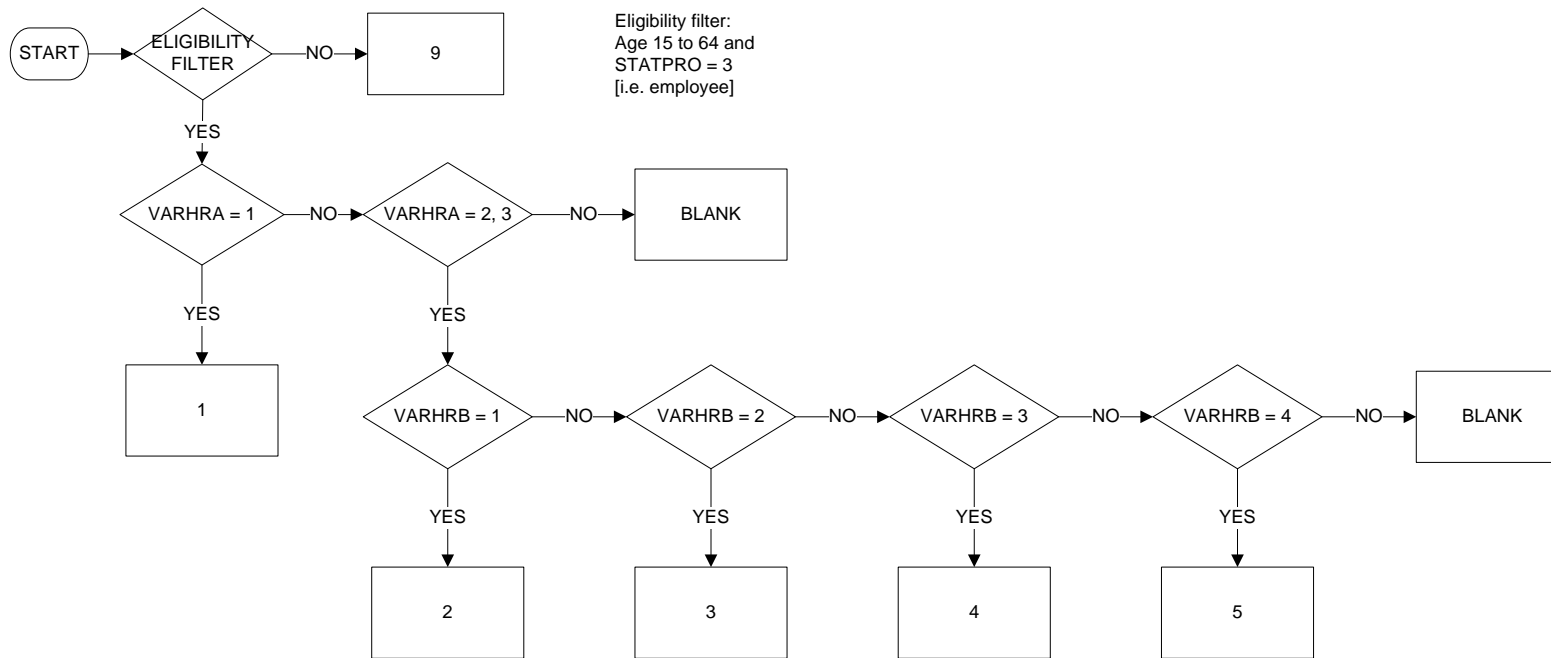 START
ELIGIBILITY
FILTER
NO
9
Eligibility filter:
Age 15 to 64 and
STATPRO = 3
[i.e. employee]
YES
VARHRA = 1
NO
VARHRA = 2, 3
NO
BLANK
YES
YES
1
VARHRB = 1
NO
VARHRB = 2
NO
VARHRB = 3
NO
VARHRB = 4
NO
BLANK
YES
YES
YES
YES
2
3
4
5